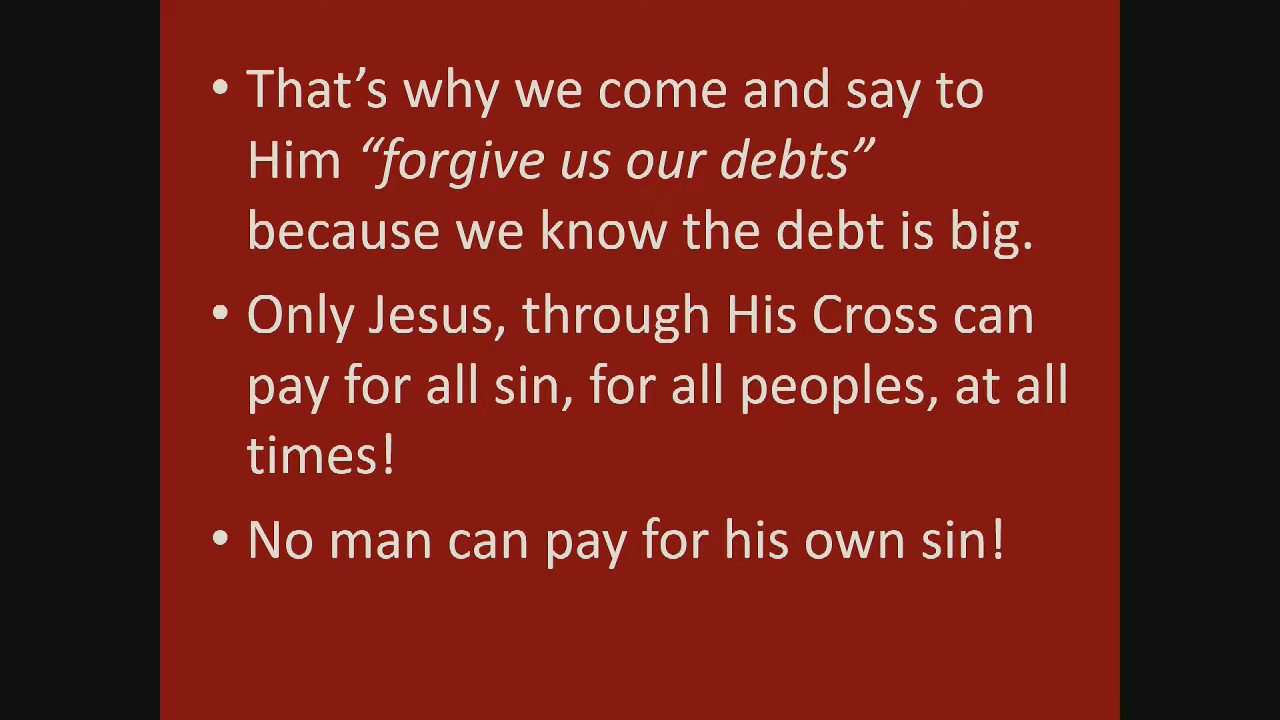 • That’s why we come and say to
Him “forgive us our debts”
because we know the debt is big.
• Only Jesus, through His Cross can
pay for all sin, for all peoples, at all
times!
• No man can pay for his own sin!